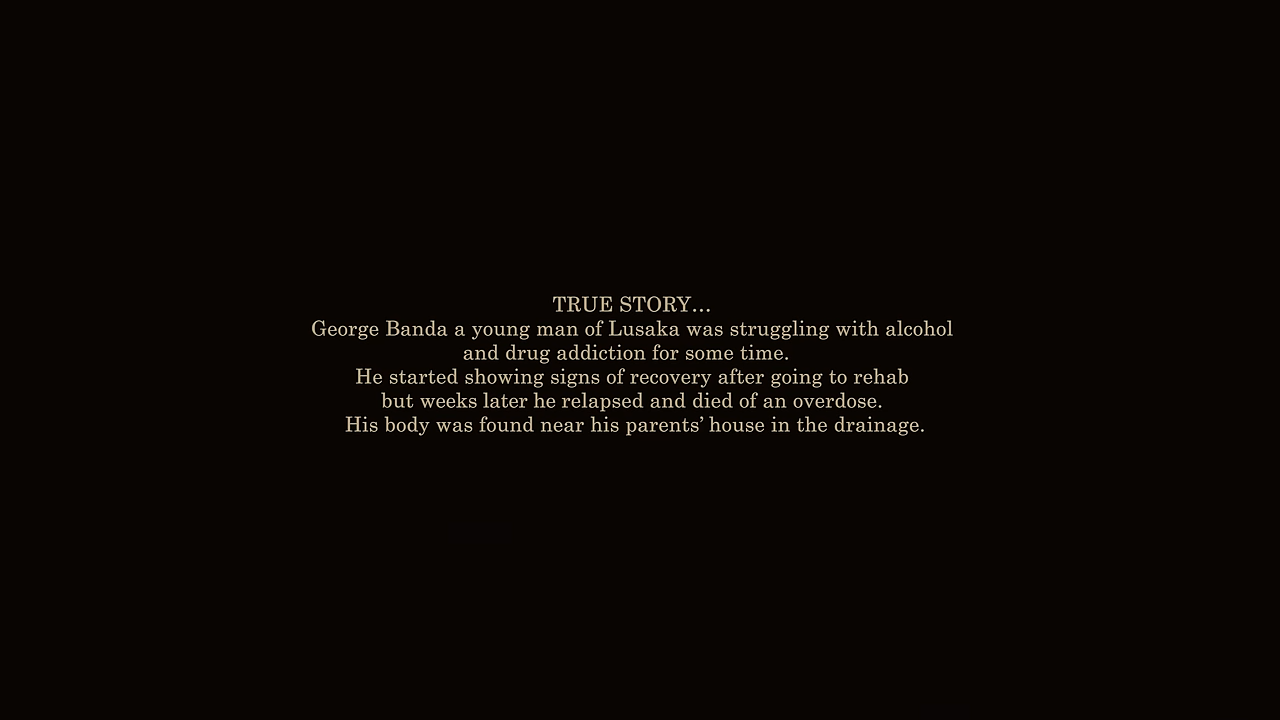 TRUE STORY...
George Banda a young man of Lusaka was struggling with alcohol
and drug addiction for some time.
He started showing signs of recovery after going to rehab
but weeks later he relapsed and died of an overdose.
His body was found near his parents’ house in the drainage.